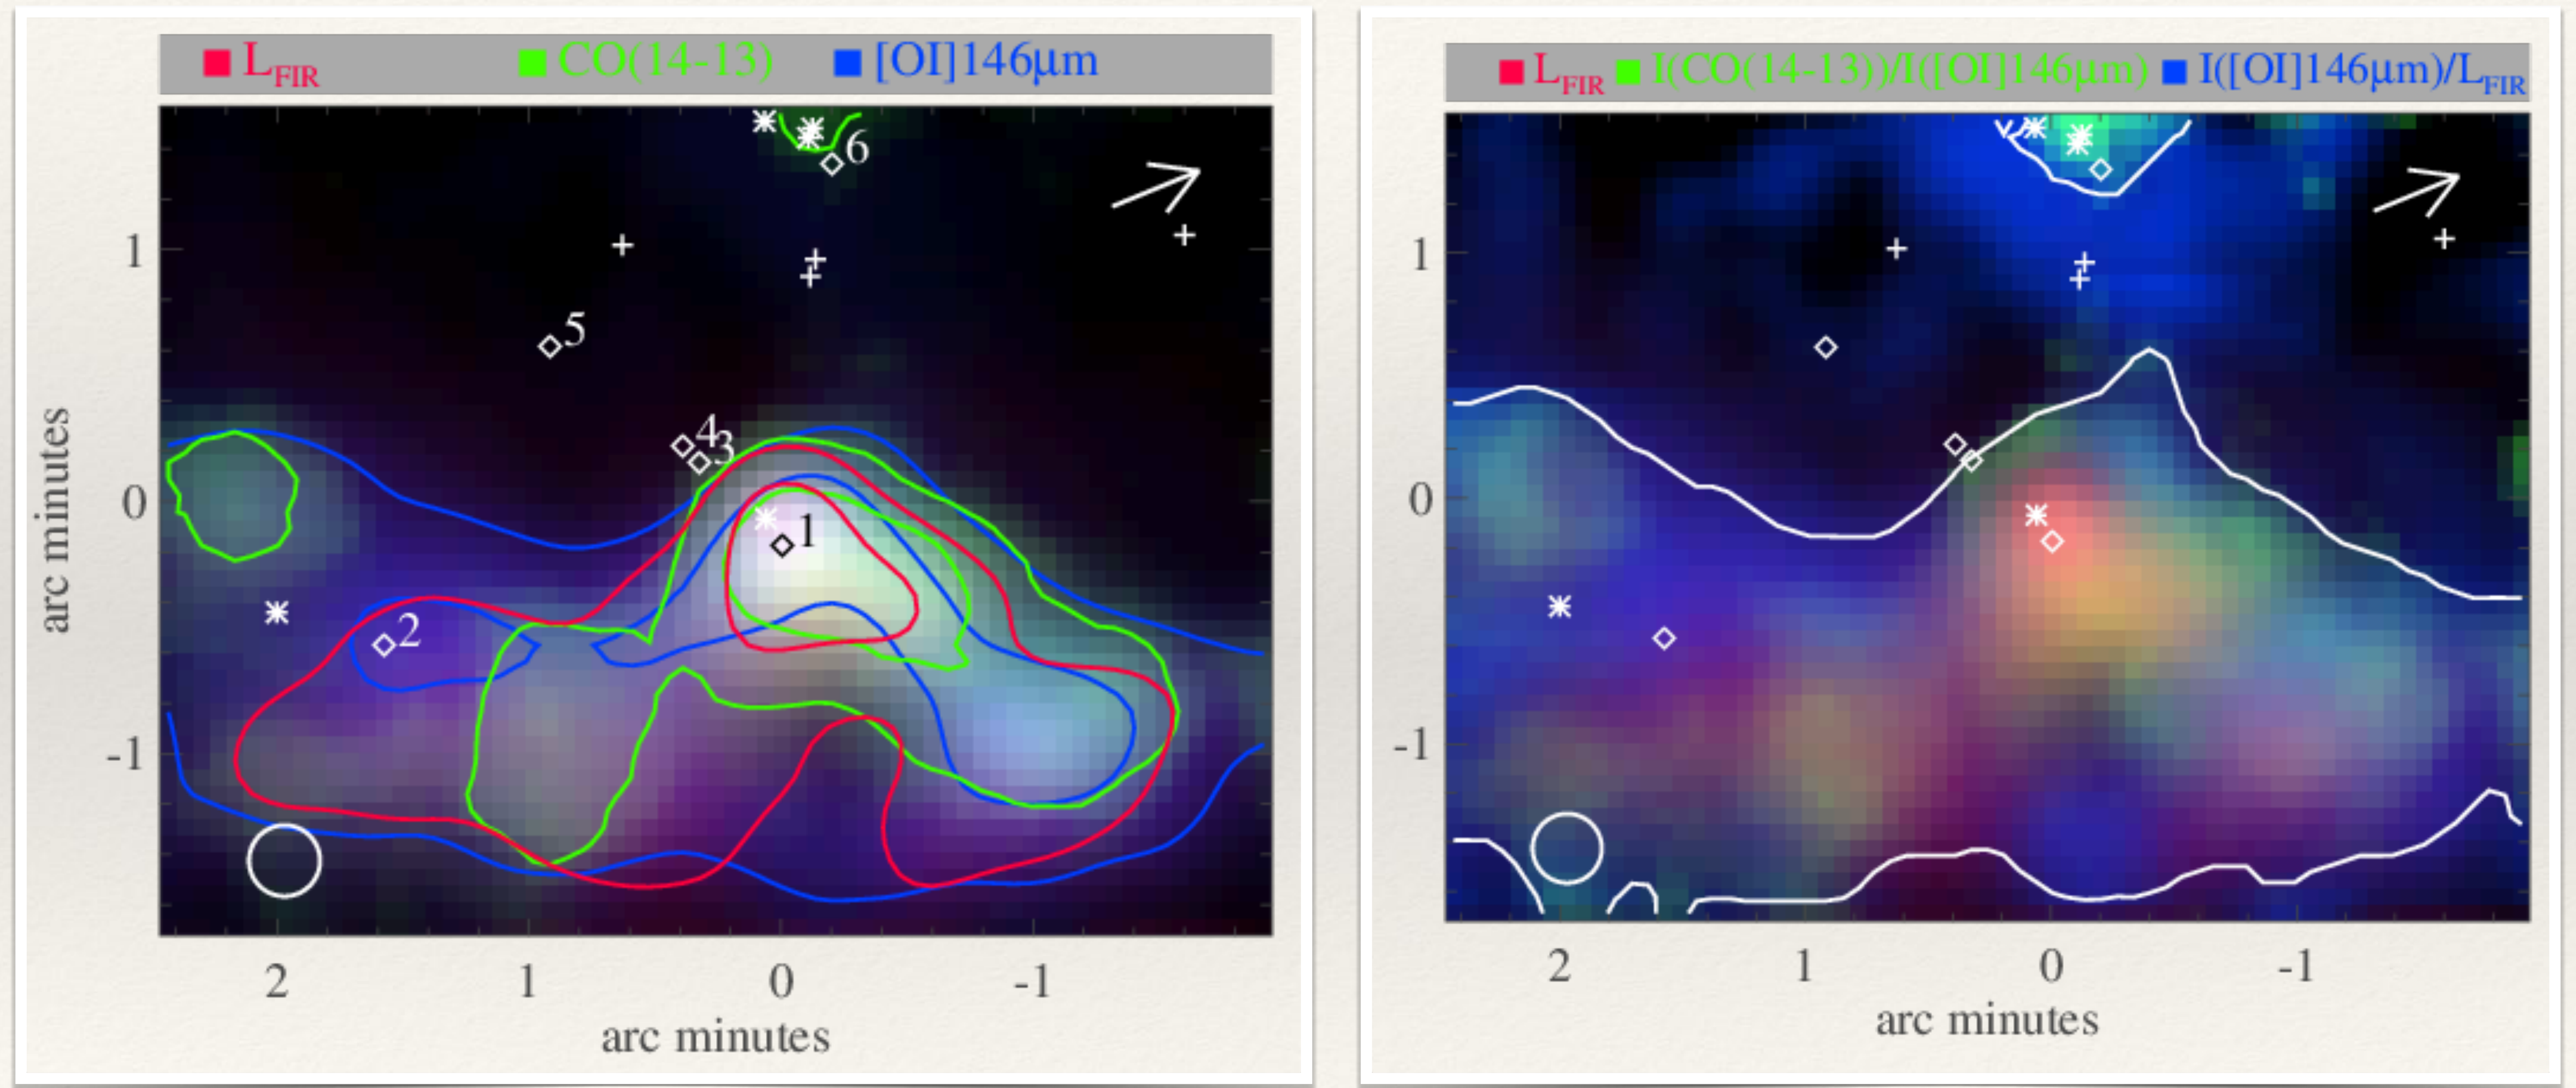 L_FIR CO(14-13) [OI]146μm
6
1
5
4
3
0
1
2
-1
2 1 0 -1
arc minutes
arc minutes
L_FIR I(CO(14-13))/I([OI]146μm) I([OI]146μm)/L_FIR
1
0
-1
2 1 0 -1
arc minutes